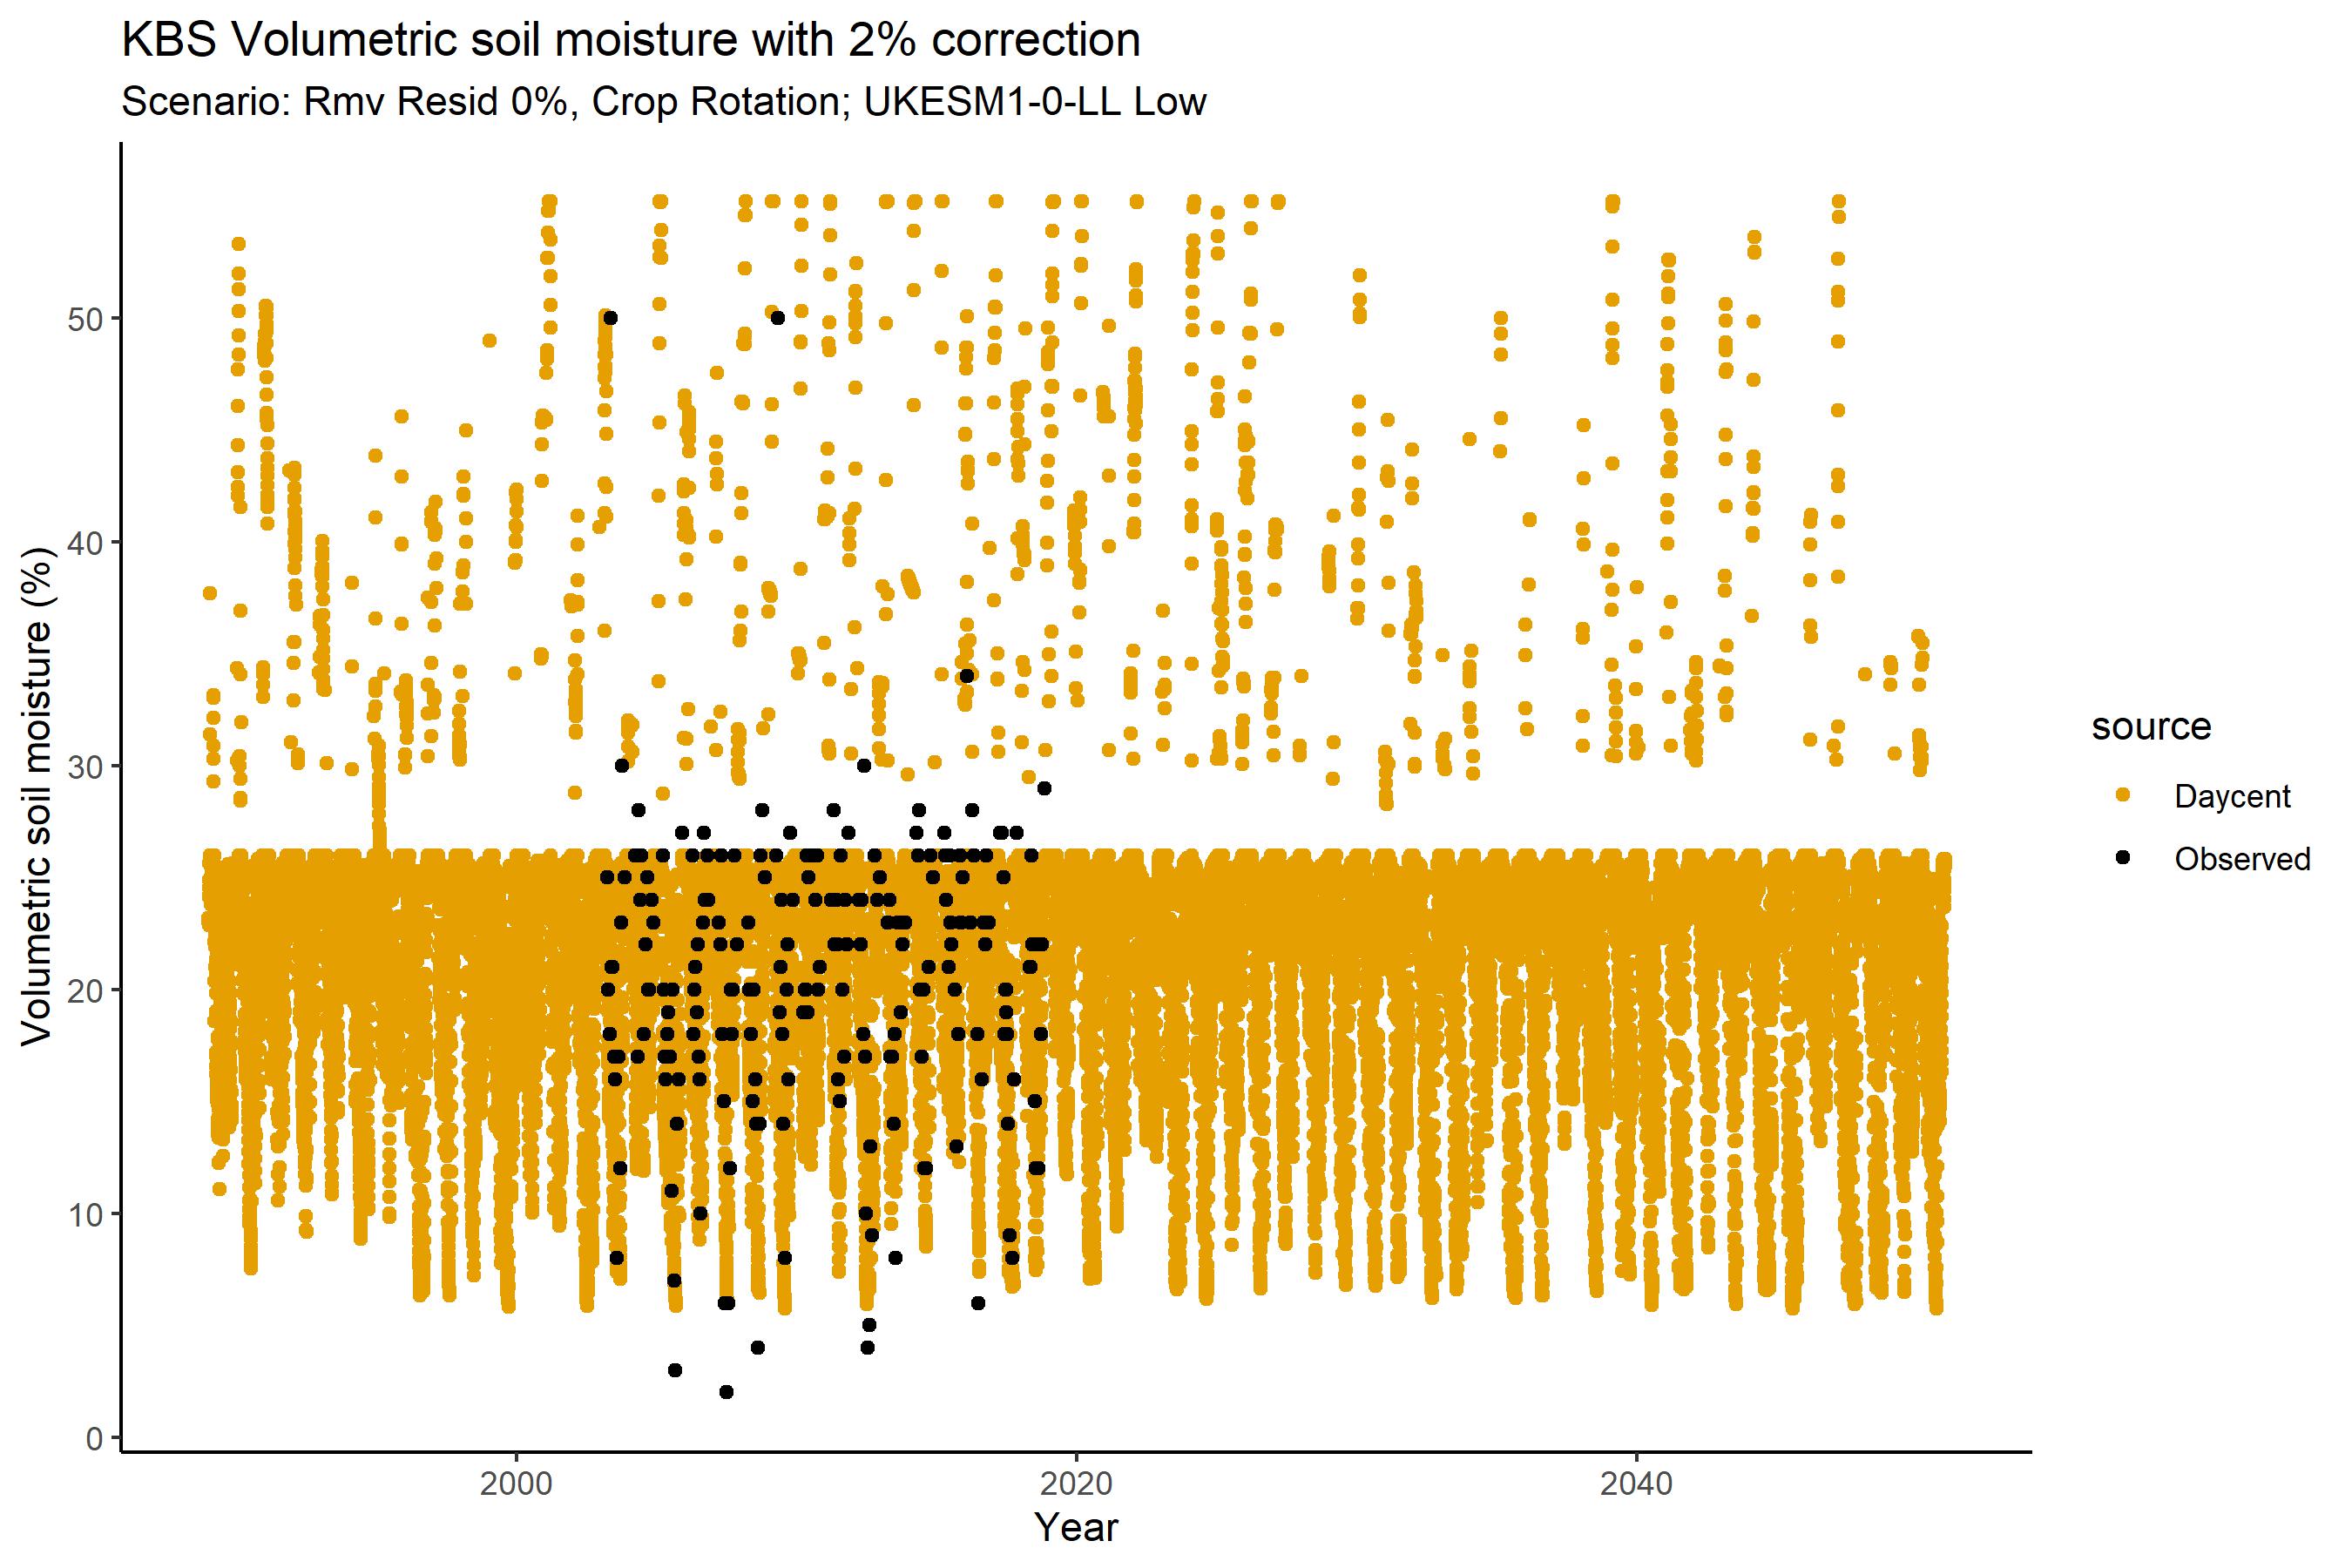 KBS Volumetric soil moisture with 2% correction
Scenario: Rmv Resid 0%, Crop Rotation; UKESM1-0-LL Low
Volumetric soil moisture (%)
50
40
30
20
10
0
2000
2020
2040
Year
source
Daycent
Observed